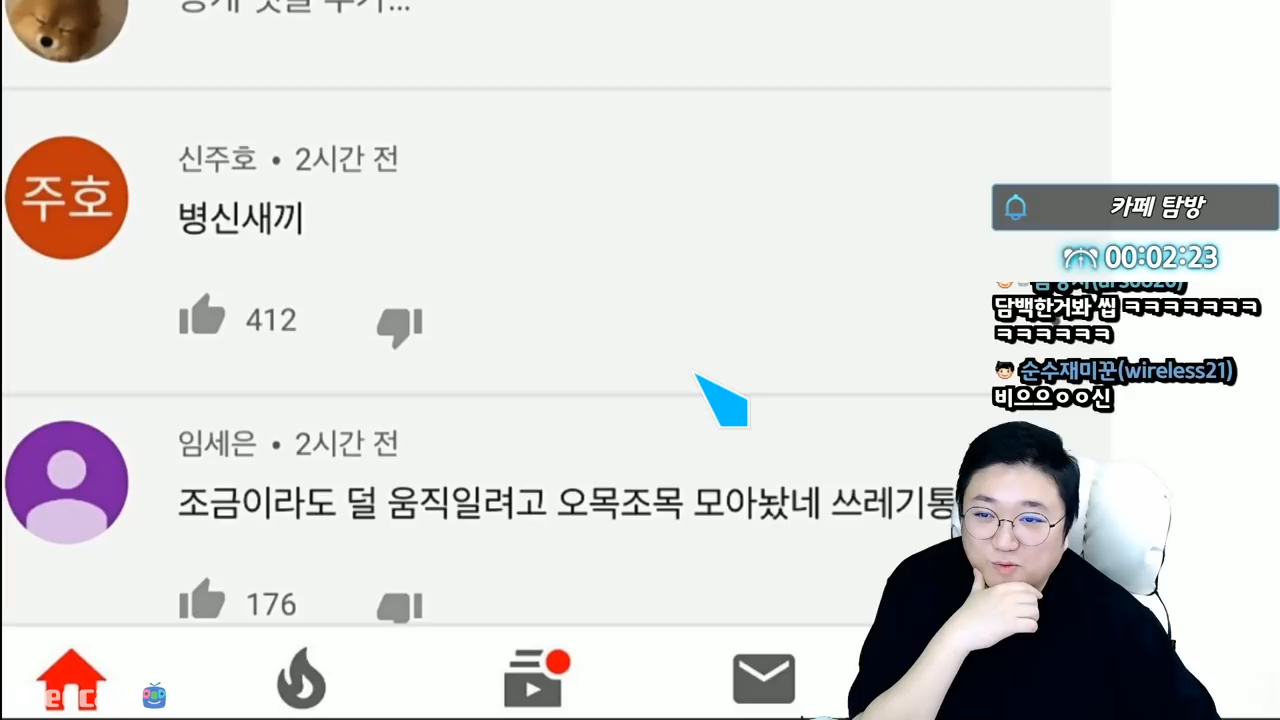 주호
신주호 • 2시간 전
병신새끼
412
임세은 • 2시간 전
조금이라도 덜 움직일려고 오목조목 모아놨네 쓰레기통
176
카페 탐방
00:02:23
담백한거봐 씹 ㅋㅋㅋㅋㅋㅋㅋ
ㅋㅋㅋㅋㅋㅋ
순수재미꾼(wireless21)
비으으ㅇㅇ신